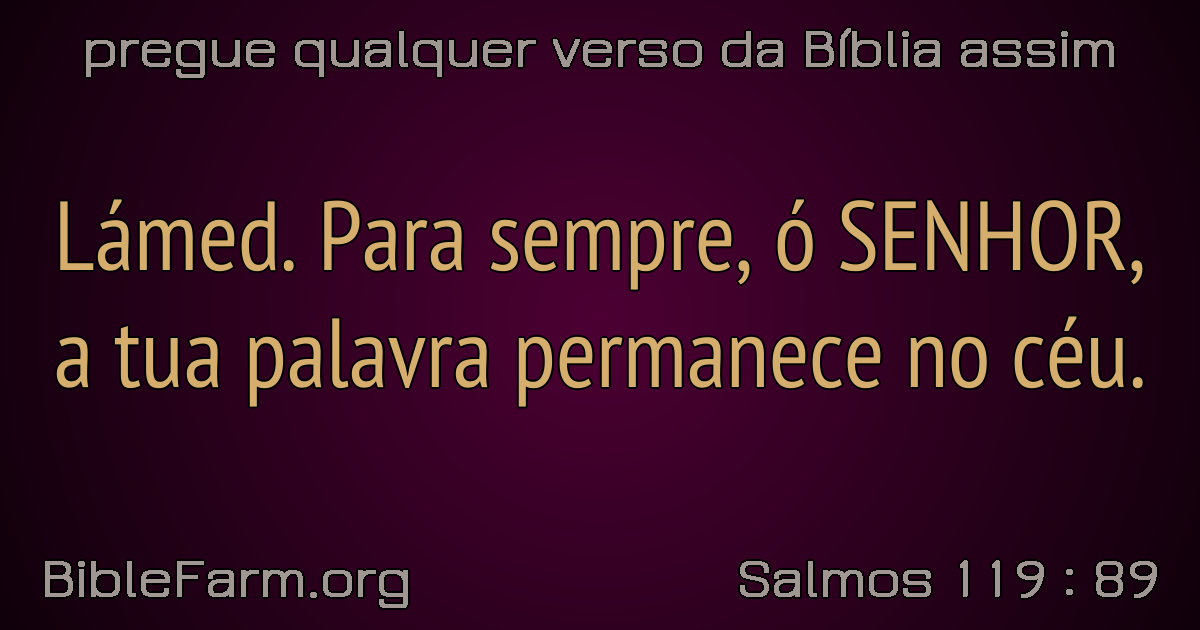 pregue qualquer verso da Bíblia assim
Lámed. Para sempre, ó SENHOR,
a tua palavra permanece no céu.
BibleFarm.org
Salmos 119 : 89